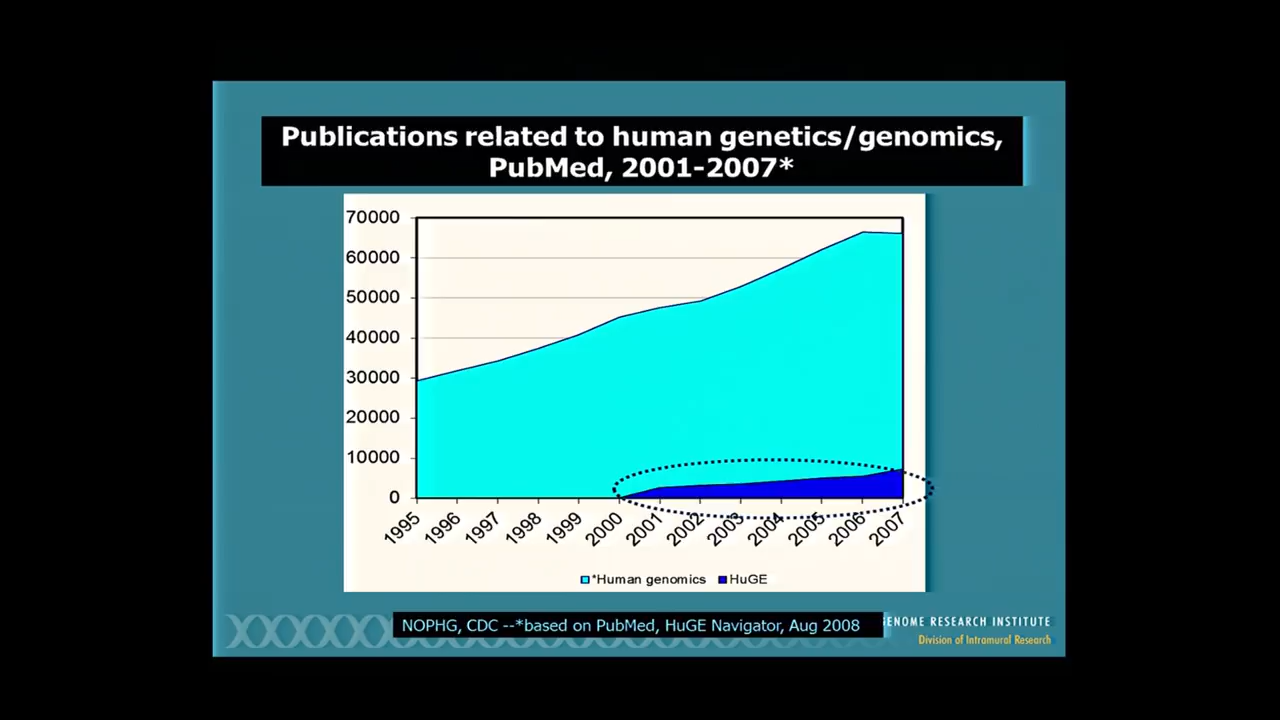 Publications related to human genetics/genomics,
PubMed, 2001-2007*
70000
60000
50000
40000
30000
20000
10000
0
1995 1996 1997 1998 1999 2000 2001 2002 2003 2004 2005 2006 2007
*Human genomics HuGE
NOPHG, CDC --*based on PubMed, HuGE Navigator, Aug 2008
GENOME RESEARCH INSTITUTE
Division of Intramural Research